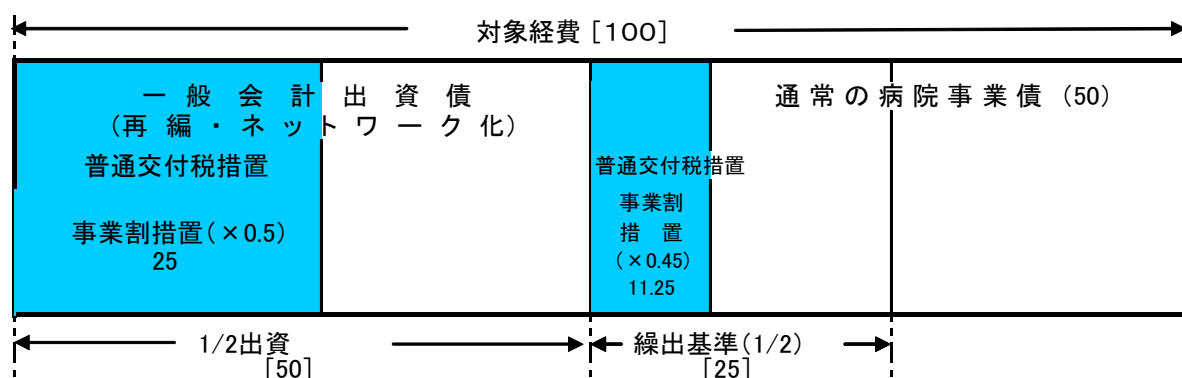 対象経費［100］
一般会計出資債
（再編・ネットワーク化）
普通交付税措置
事業割措置（×0.5）
25
通常の病院事業債（50）
普通交付税措置
事業割
措置
（×0.45）
11.25
1/2出資
［50］
繰出基準（1/2）
［25］